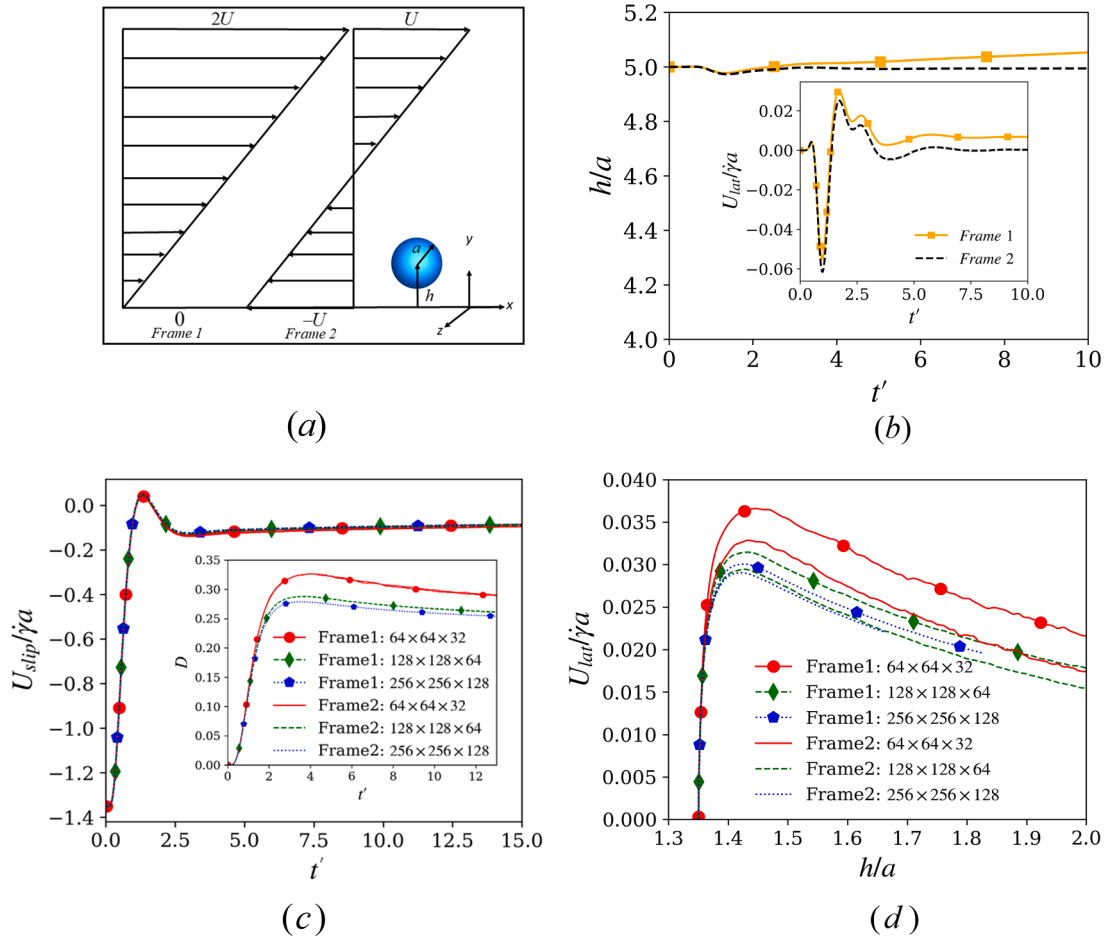 2U
U
a
h
y
x
z
0
–U
Frame 1
Frame 2
(a)
5.2
5.0
4.8
4.6
4.4
4.2
4.0
h/a
0
2
4
6
8
10
t′
0.02
0.00
−0.02
−0.04
−0.06
U_lat/γ̇a
0.0
2.5
5.0
7.5
10.0
t′
Frame 1
Frame 2
(b)
0.0
−0.2
−0.4
−0.6
−0.8
−1.0
−1.2
−1.4
U_slip/γ̇a
0.0
2.5
5.0
7.5
10.0
12.5
15.0
t′
0.35
0.30
0.25
0.20
0.15
0.10
0.05
0.00
D
0
2
4
6
8
10
12
t′
Frame1: 64×64×32
Frame1: 128×128×64
Frame1: 256×256×128
Frame2: 64×64×32
Frame2: 128×128×64
Frame2: 256×256×128
(c)
0.040
0.035
0.030
0.025
0.020
0.015
0.010
0.005
0.000
U_lat/γ̇a
1.3
1.4
1.5
1.6
1.7
1.8
1.9
2.0
h/a
Frame1: 64×64×32
Frame1: 128×128×64
Frame1: 256×256×128
Frame2: 64×64×32
Frame2: 128×128×64
Frame2: 256×256×128
(d)